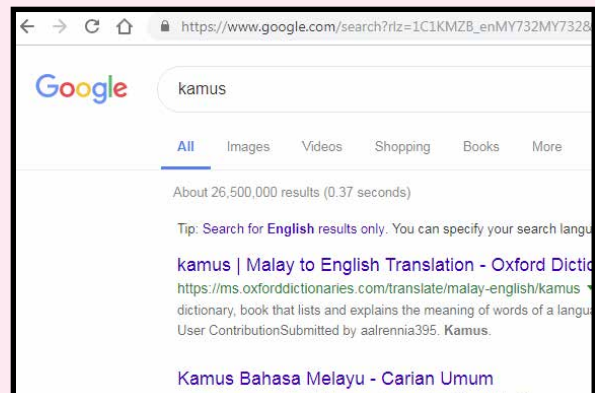 https://www.google.com/search?rlz=1C1KMZB_enMY732MY732&
Google
kamus
All Images Videos Shopping Books More
About 26,500,000 results (0.37 seconds)
Tip: Search for English results only. You can specify your search langu
kamus | Malay to English Translation - Oxford Dictio
https://ms.oxforddictionaries.com/translate/malay-english/kamus
dictionary, book that lists and explains the meaning of words of a langua
User ContributionSubmitted by aalrennia395. Kamus.
Kamus Bahasa Melayu - Carian Umum